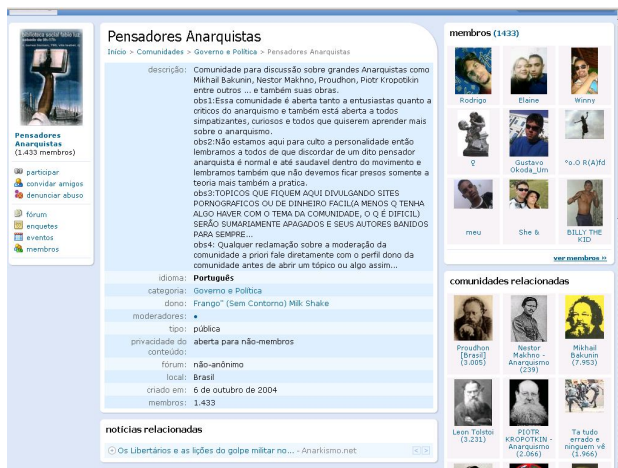 biblioteca social fabio luz
Pensadores
Anarquistas
(1.433 membros)
participar
convidar amigos
denunciar abuso
fórum
enquetes
eventos
membros
Pensadores Anarquistas
Início > Comunidades > Governo e Política > Pensadores Anarquistas
descrição: Comunidade para discussão sobre grandes Anarquistas como
Mikhail Bakunin, Nestor Makhno, Proudhon, Piotr Kropotkin
entre outros ... e também suas obras.
obs1:Essa comunidade é aberta tanto a entusiastas quanto a
criticos do anarquismo e também está aberta a todos
simpatizantes, curiosos e todos que quiserem aprender mais
sobre o anarquismo.
obs2:Não estamos aqui para culto a personalidade então
lembramos a todos de que discordar de um dito pensador
anarquista é normal e até saudavel dentro do movimento e
lembramos também que não devemos ficar presos somente a
teoria mais também a pratica.
obs3:TOPICOS QUE FIQUEM AQUI DIVULGANDO SITES
PORNOGRAFICOS OU DE DINHEIRO FACIL(A MENOS Q TENHA
ALGO HAVER COM O TEMA DA COMUNIDADE, O Q É DIFICIL)
SERÃO SUMARIAMENTE APAGADOS E SEUS AUTORES BANIDOS
PARA SEMPRE...
obs4: Qualquer reclamação sobre a moderação da
comunidade a priori fale diretamente com o perfil dono da
comunidade antes de abrir um tópico ou algo assim...
idioma: Português
categoria: Governo e Política
dono: Frango˜ (Sem Contorno) Milk Shake
moderadores: •
tipo: pública
privacidade do conteúdo: aberta para não-membros
fórum: não-anônimo
local: Brasil
criado em: 6 de outubro de 2004
membros: 1.433
notícias relacionadas
Os Libertários e as lições do golpe militar no... - Anarkismo.net
membros (1433)
Rodrigo Elaine Winny
♀ Gustavo °o.O R(A)fd
Okoda_Um
meu She & BILLY THE
KID
ver membros »
comunidades relacionadas
Proudhon Nestor Mikhail
[Brasil] Makhno - Bakunin
(3.005) Anarquismo (7.953)
(239)
Leon Tolstoi PIOTR Ta tudo
(3.231) KROPOTKIN - errado e
Anarquismo ninguem vê
(2.066) (1.966)